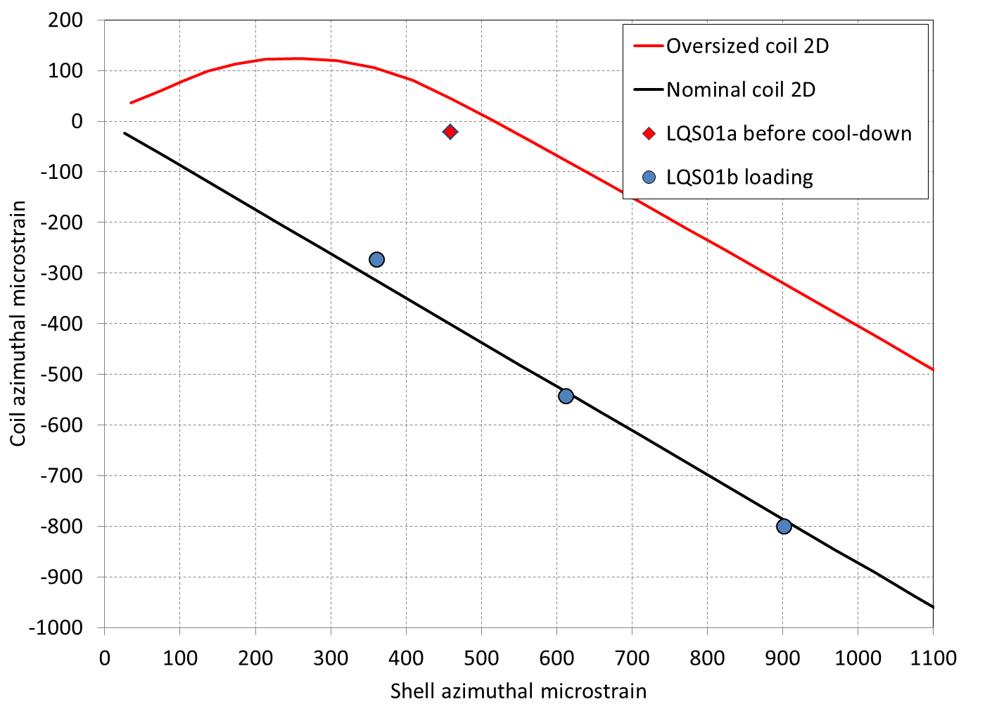 200
100
0
-100
-200
-300
-400
-500
-600
-700
-800
-900
-1000
Coil azimuthal microstrain
Oversized coil 2D
Nominal coil 2D
LQS01a before cool-down
LQS01b loading
0 100 200 300 400 500 600 700 800 900 1000 1100
Shell azimuthal microstrain